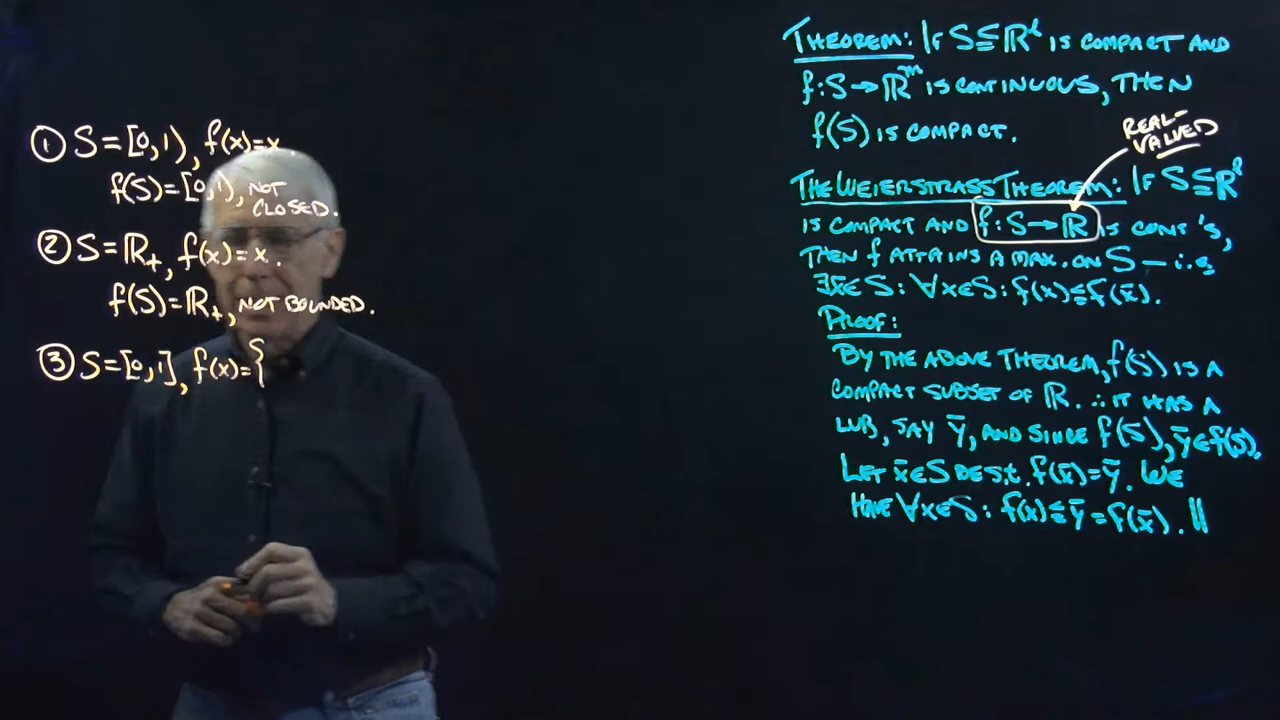 ① S=[0,1), f(x)=x
f(S)=[0,1), NOT
CLOSED.
② S=ℝ₊, f(x)=x.
f(S)=ℝ₊, NOT BOUNDED.
③ S=[0,1], f(x)={
THEOREM: IF S⊆ℝˡ IS COMPACT AND
f:S→ℝᵐ IS CONTINUOUS, THEN
f(S) IS COMPACT.
REAL-
VALUED
THE WEIERSTRASS THEOREM: IF S⊆ℝˡ
IS COMPACT AND f:S→ℝ IS CONT'S,
THEN f ATTAINS A MAX. ON S — i.e,
∃x̄∈S: ∀x∈S: f(x)≦f(x̄).
PROOF:
BY THE ABOVE THEOREM, f(S) IS A
COMPACT SUBSET OF ℝ. ∴ IT HAS A
LUB, SAY ȳ, AND SINCE f(S), ȳ∈f(S).
LET x̄∈S BE S.t. f(x̄)=ȳ. WE
HAVE ∀x∈S: f(x)≦ȳ=f(x̄). ||